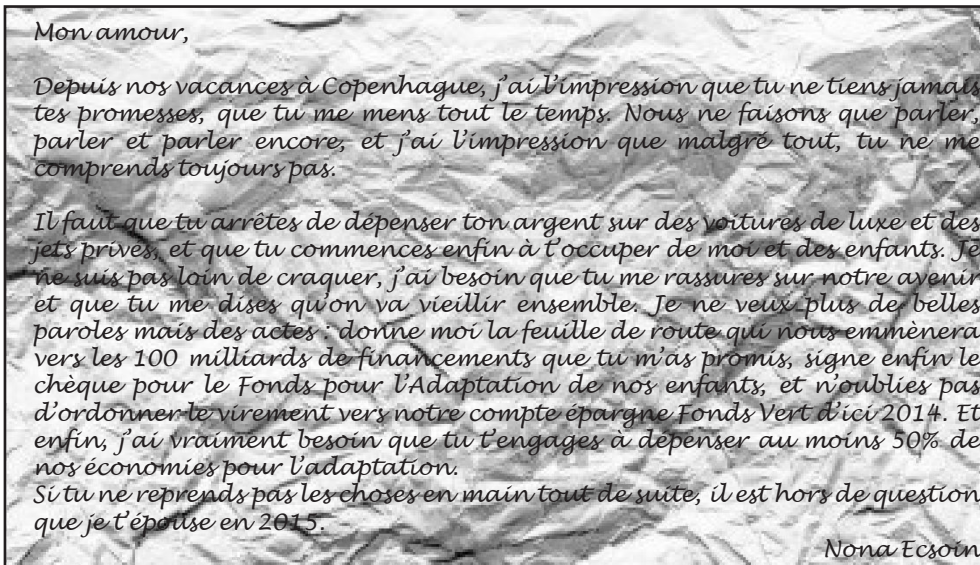 Mon amour,
Depuis nos vacances à Copenhague, j'ai l'impression que tu ne tiens jamais
tes promesses, que tu me mens tout le temps. Nous ne faisons que parler,
parler et parler encore, et j'ai l'impression que malgré tout, tu ne me
comprends toujours pas.
Il faut que tu arrêtes de dépenser ton argent sur des voitures de luxe et des
jets privés, et que tu commences enfin à t'occuper de moi et des enfants. Je
ne suis pas loin de craquer, j'ai besoin que tu me rassures sur notre avenir
et que tu me dises qu'on va vieillir ensemble. Je ne veux plus de belles
paroles mais des actes : donne moi la feuille de route qui nous emmènera
vers les 100 milliards de financements que tu m'as promis, signe enfin le
chèque pour le Fonds pour l'Adaptation de nos enfants, et n'oublies pas
d'ordonner le virement vers notre compte épargne Fonds Vert d'ici 2014. Et
enfin, j'ai vraiment besoin que tu t'engages à dépenser au moins 50% de
nos économies pour l'adaptation.
Si tu ne reprends pas les choses en main tout de suite, il est hors de question
que je t'épouse en 2015.
Nona Ecsoin